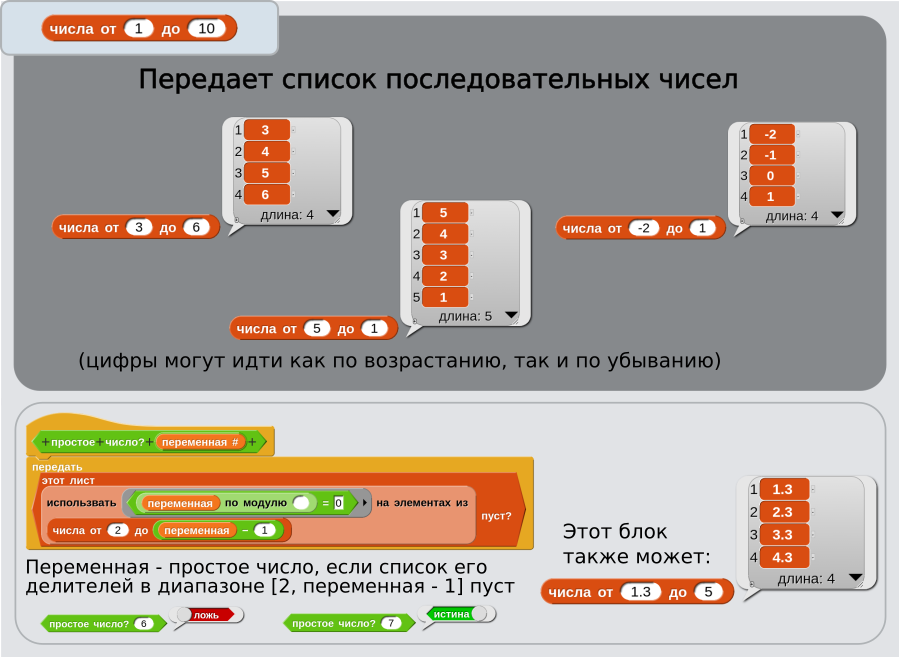 числа от 1 до 10
Передает список последовательных чисел
1 3
2 4
3 5
4 6
длина: 4
числа от 3 до 6
1 5
2 4
3 3
4 2
5 1
длина: 5
числа от 5 до 1
1 -2
2 -1
3 0
4 1
длина: 4
числа от -2 до 1
(цифры могут идти как по возрастанию, так и по убыванию)
+ простое + число? + переменная # +
передать
этот лист
использвать переменная по модулю = 0 на элементах из
числа от 2 до переменная − 1
пуст?
Переменная - простое число, если список его
делителей в диапазоне [2, переменная - 1] пуст
простое число? 6
ложь
простое число? 7
истина
Этот блок
также может:
числа от 1.3 до 5
1 1.3
2 2.3
3 3.3
4 4.3
длина: 4